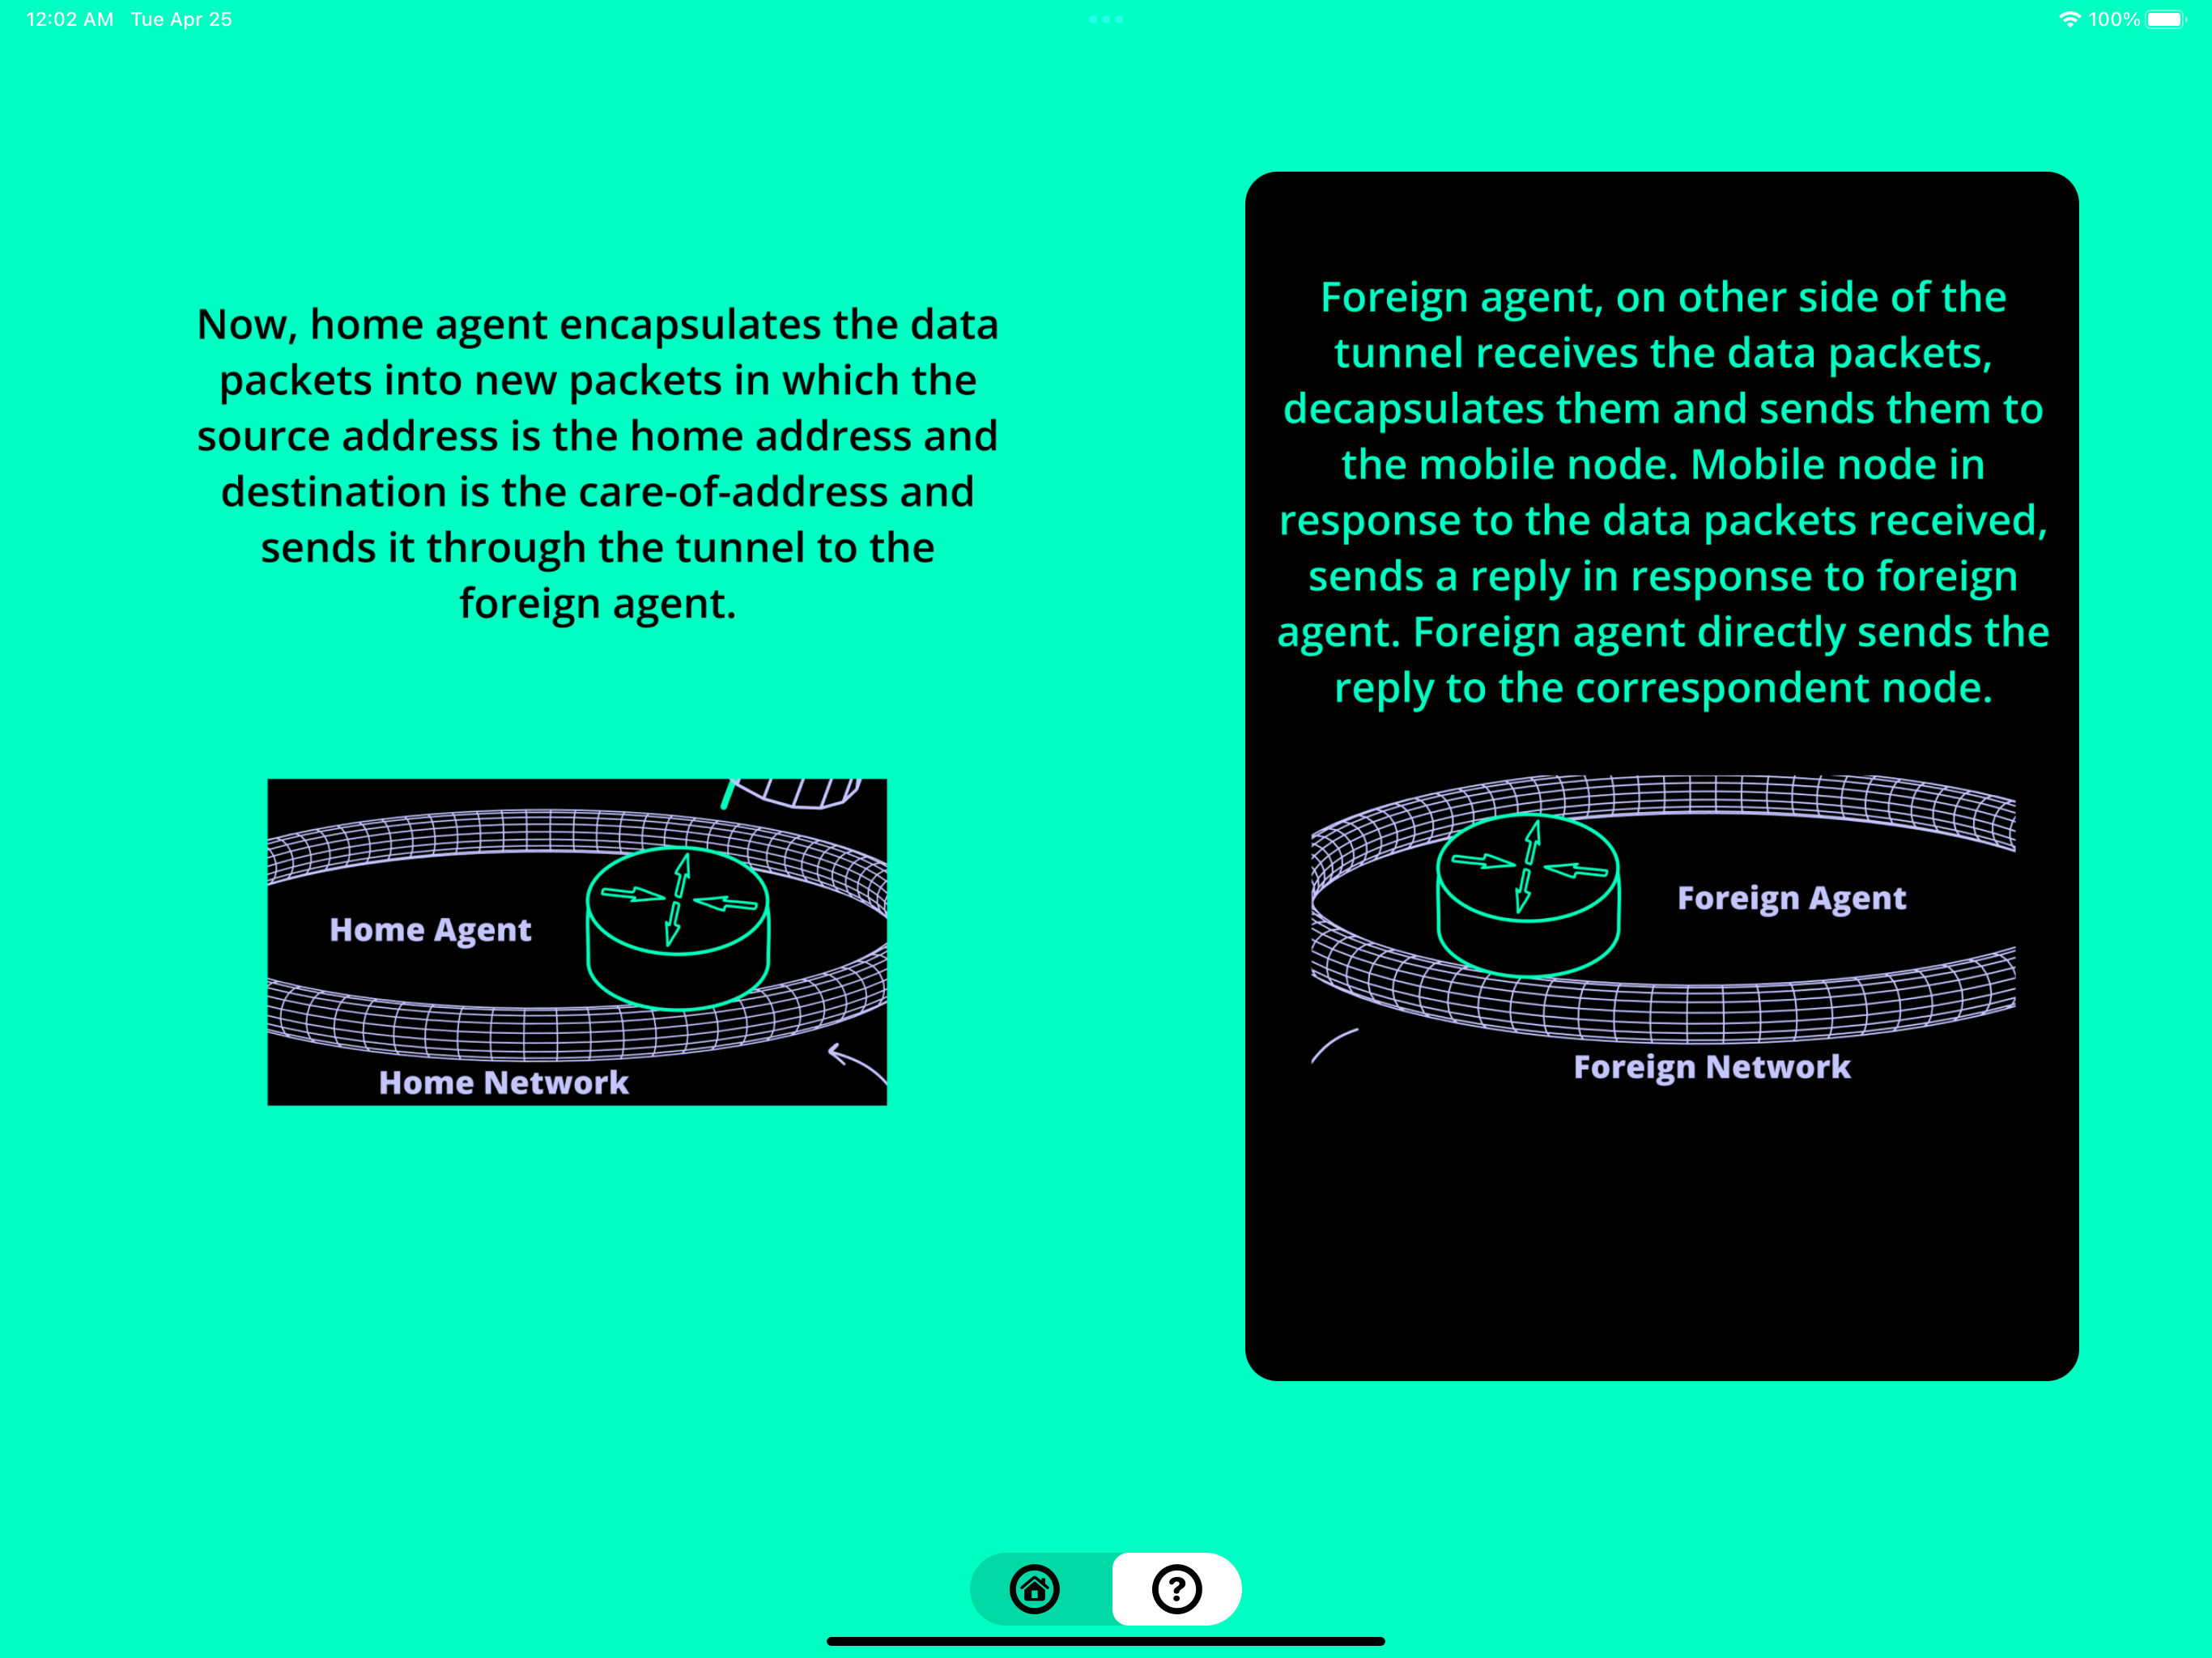 12:02 AM Tue Apr 25
100%
Now, home agent encapsulates the data
packets into new packets in which the
source address is the home address and
destination is the care-of-address and
sends it through the tunnel to the
foreign agent.
Home Agent
Home Network
Foreign agent, on other side of the
tunnel receives the data packets,
decapsulates them and sends them to
the mobile node. Mobile node in
response to the data packets received,
sends a reply in response to foreign
agent. Foreign agent directly sends the
reply to the correspondent node.
Foreign Agent
Foreign Network
?